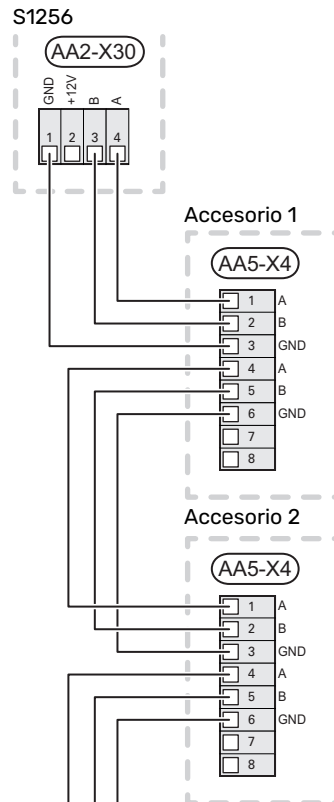 S1256
AA2-X30
GND +12V B A
1 2 3 4
Accesorio 1
AA5-X4
1 A
2 B
3 GND
4 A
5 B
6 GND
7
8
Accesorio 2
AA5-X4
1 A
2 B
3 GND
4 A
5 B
6 GND
7
8